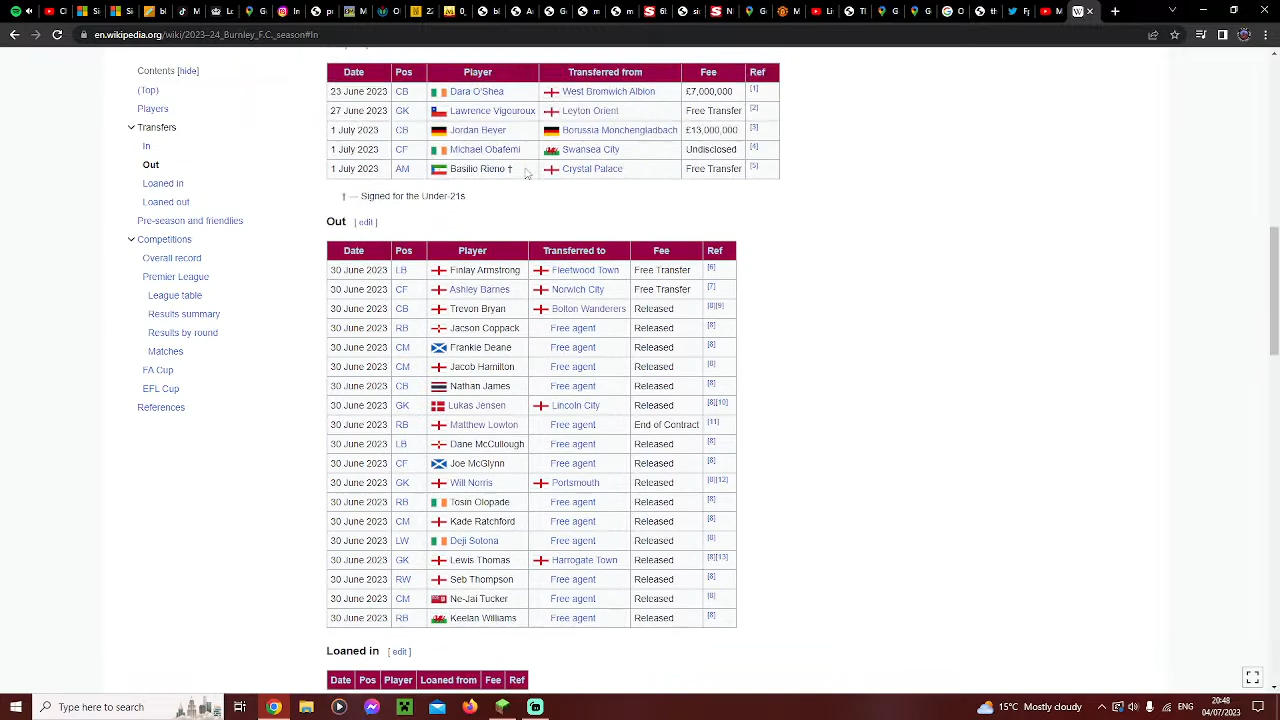 en.wikipedia.org/wiki/2023–24_Burnley_F.C._season#In
Contents [hide]
(Top)
Players
Transfers
In
Out
Loaned in
Loaned out
Pre-season and friendlies
Competitions
Overall record
Premier League
League table
Results summary
Results by round
Matches
FA Cup
EFL Cup
References
Date Pos Player Transferred from Fee Ref
23 June 2023 CB Dara O'Shea West Bromwich Albion £7,000,000 [1]
27 June 2023 GK Lawrence Vigouroux Leyton Orient Free Transfer [2]
1 July 2023 CB Jordan Beyer Borussia Monchengladbach £13,000,000 [3]
1 July 2023 CF Michael Obafemi Swansea City Undisclosed [4]
1 July 2023 AM Basilio Rieno † Crystal Palace Free Transfer [5]
† — Signed for the Under-21s
Out [ edit ]
Date Pos Player Transferred to Fee Ref
30 June 2023 LB Finlay Armstrong Fleetwood Town Free Transfer [6]
30 June 2023 CF Ashley Barnes Norwich City Free Transfer [7]
30 June 2023 CB Trevon Bryan Bolton Wanderers Released [8][9]
30 June 2023 RB Jacson Coppack Free agent Released [8]
30 June 2023 CM Frankie Deane Free agent Released [8]
30 June 2023 CM Jacob Hamilton Free agent Released [8]
30 June 2023 CB Nathan James Free agent Released [8]
30 June 2023 GK Lukas Jensen Lincoln City Released [8][10]
30 June 2023 RB Matthew Lowton Free agent End of Contract [11]
30 June 2023 LB Dane McCullough Free agent Released [8]
30 June 2023 CF Joe McGlynn Free agent Released [8]
30 June 2023 GK Will Norris Portsmouth Released [8][12]
30 June 2023 RB Tosin Olopade Free agent Released [8]
30 June 2023 CM Kade Ratchford Free agent Released [8]
30 June 2023 LW Deji Sotona Free agent Released [8]
30 June 2023 GK Lewis Thomas Harrogate Town Released [8][13]
30 June 2023 RW Seb Thompson Free agent Released [8]
30 June 2023 CM Ne-Jai Tucker Free agent Released [8]
30 June 2023 RB Keelan Williams Free agent Released [8]
Loaned in [ edit ]
Date Pos Player Loaned from Fee Ref
Type here to search
15°C Mostly cloudy
ENG
20:48
04/07/2023